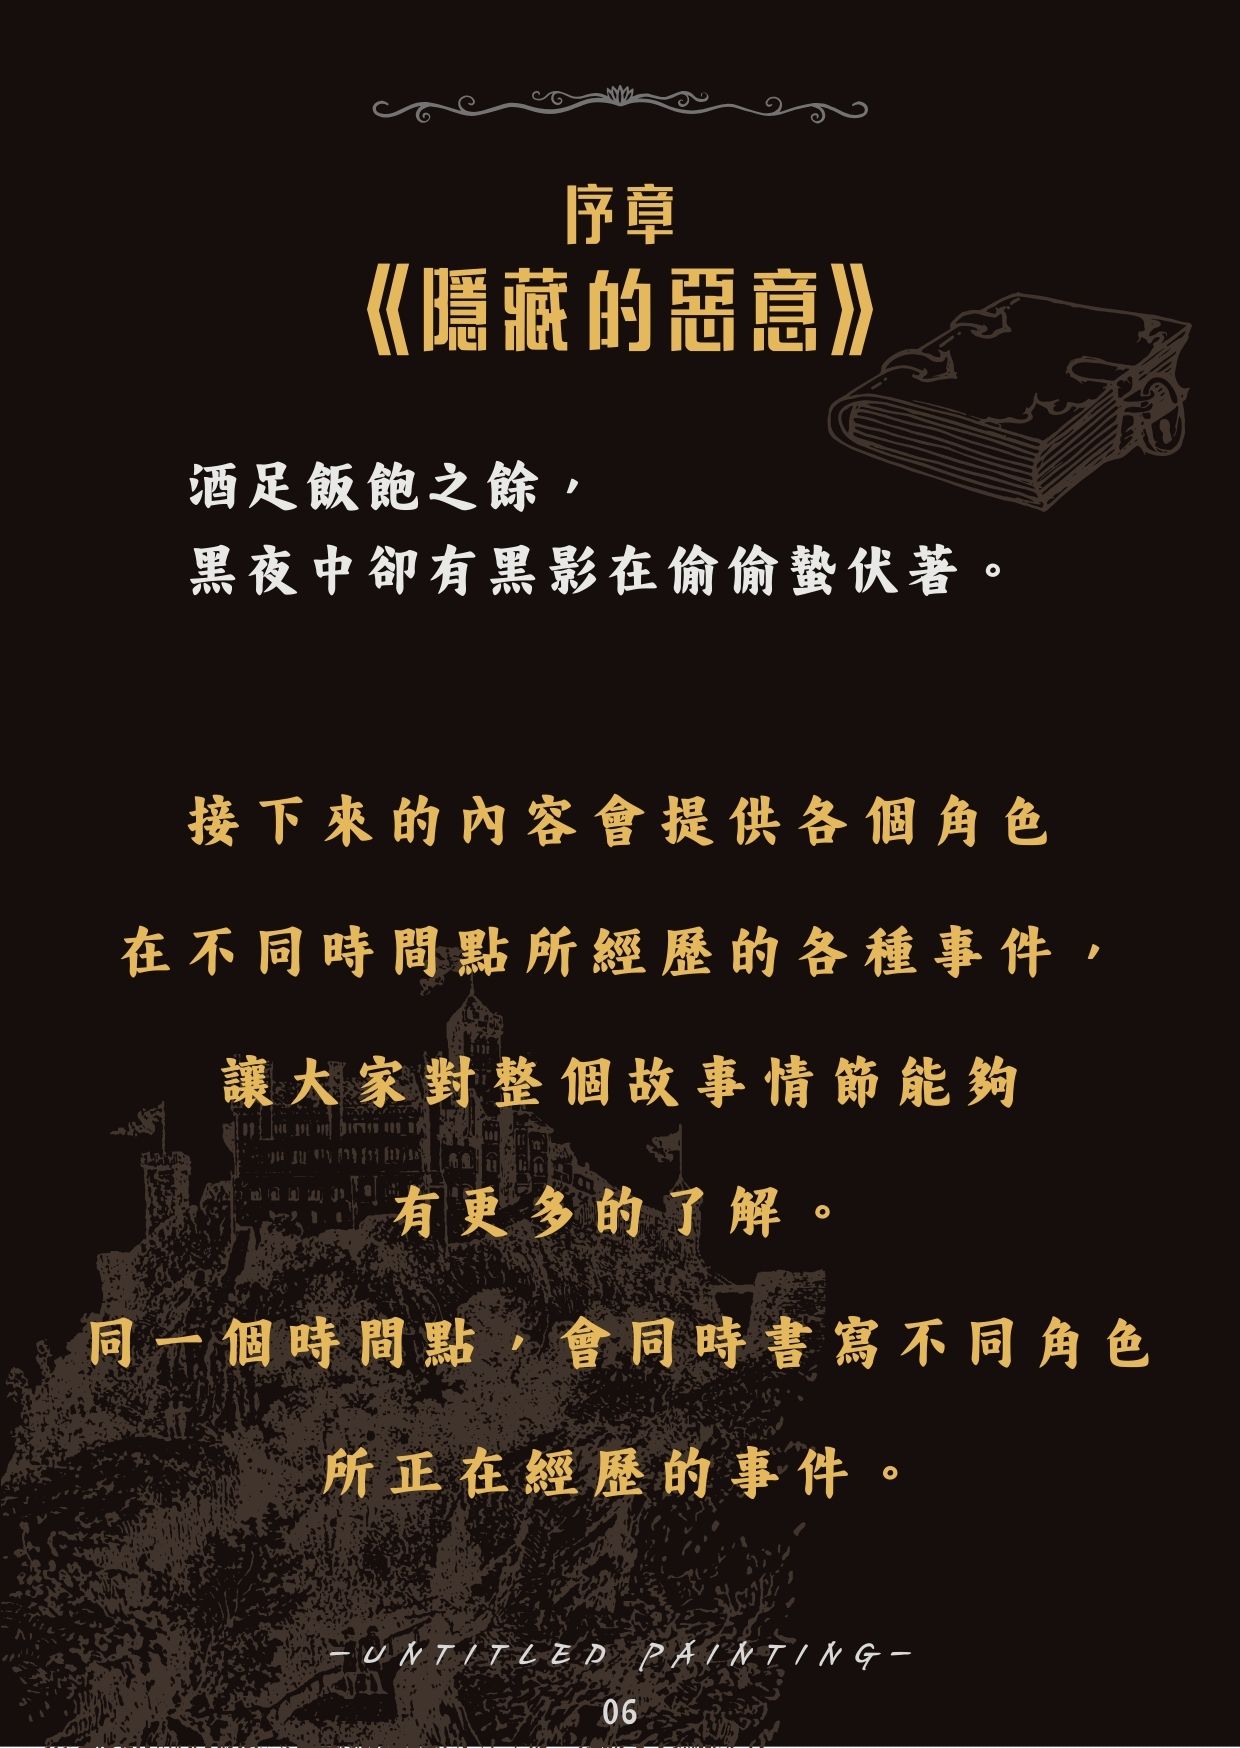 序章
《隱藏的惡意》
酒足飯飽之餘，
黑夜中卻有黑影在偷偷蟄伏著。
接下來的內容會提供各個角色
在不同時間點所經歷的各種事件，
讓大家對整個故事情節能夠
有更多的了解。
同一個時間點，會同時書寫不同角色
所正在經歷的事件。
—UNTITLED PAINTING—
06